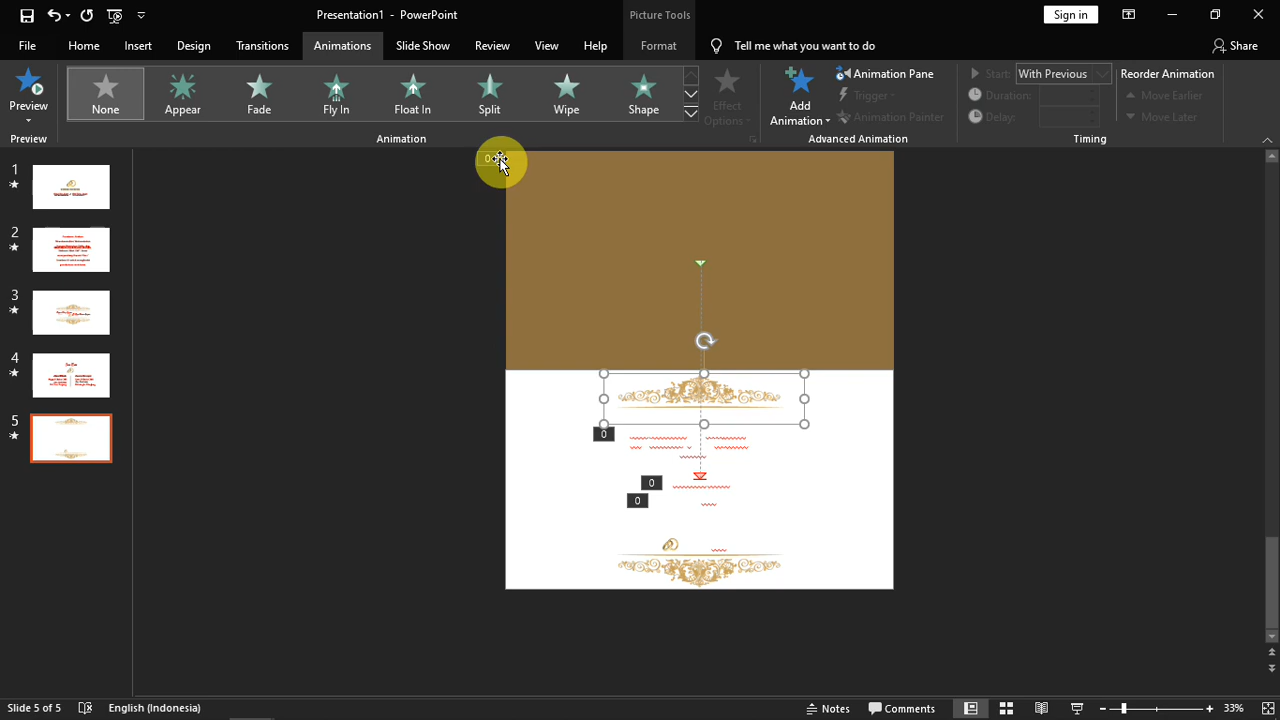 Presentation1 - PowerPoint
Picture Tools
Sign in
File
Home
Insert
Design
Transitions
Animations
Slide Show
Review
View
Help
Format
Tell me what you want to do
Share
Preview
None
Appear
Fade
Fly In
Float In
Split
Wipe
Shape
Effect
Options
Add
Animation
Animation Pane
Trigger
Animation Painter
Start:
With Previous
Duration:
Delay:
Reorder Animation
Move Earlier
Move Later
Preview
Animation
Advanced Animation
Timing
0
1
2
3
4
5
0
0
0
Slide 5 of 5
English (Indonesia)
Notes
Comments
33%